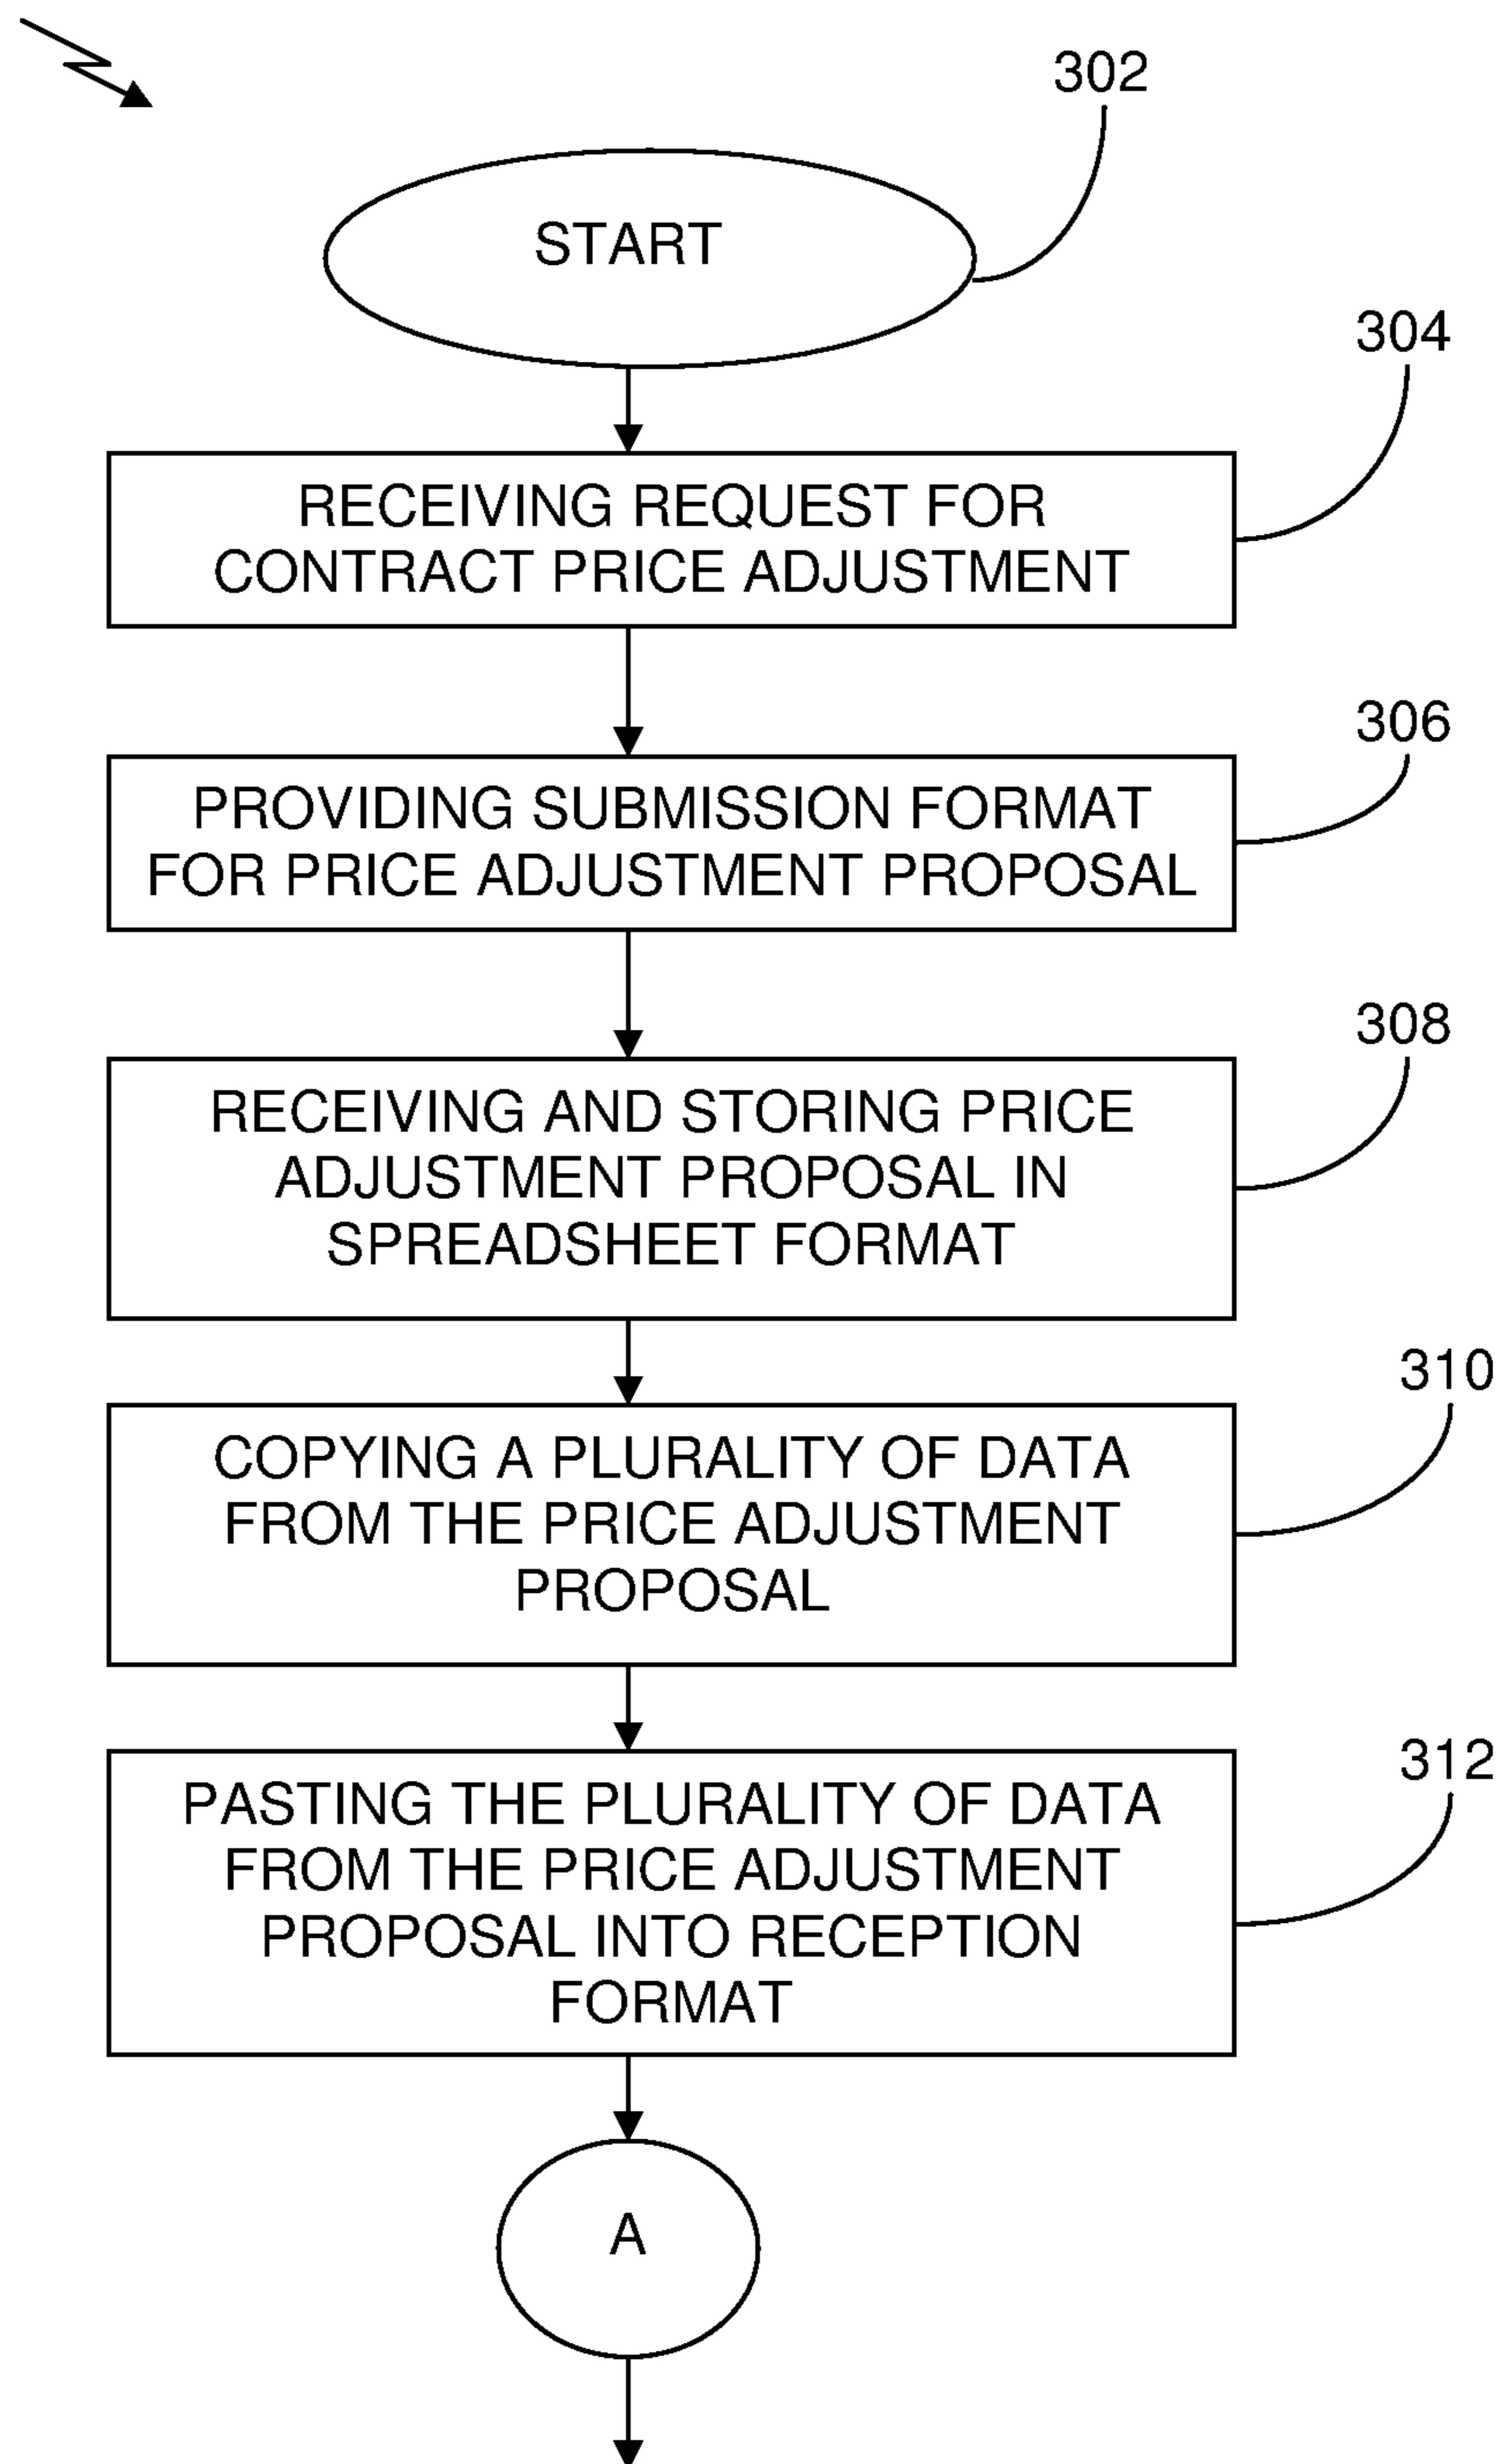 302
START
304
RECEIVING REQUEST FOR
CONTRACT PRICE ADJUSTMENT
306
PROVIDING SUBMISSION FORMAT
FOR PRICE ADJUSTMENT PROPOSAL
308
RECEIVING AND STORING PRICE
ADJUSTMENT PROPOSAL IN
SPREADSHEET FORMAT
310
COPYING A PLURALITY OF DATA
FROM THE PRICE ADJUSTMENT
PROPOSAL
312
PASTING THE PLURALITY OF DATA
FROM THE PRICE ADJUSTMENT
PROPOSAL INTO RECEPTION
FORMAT
A